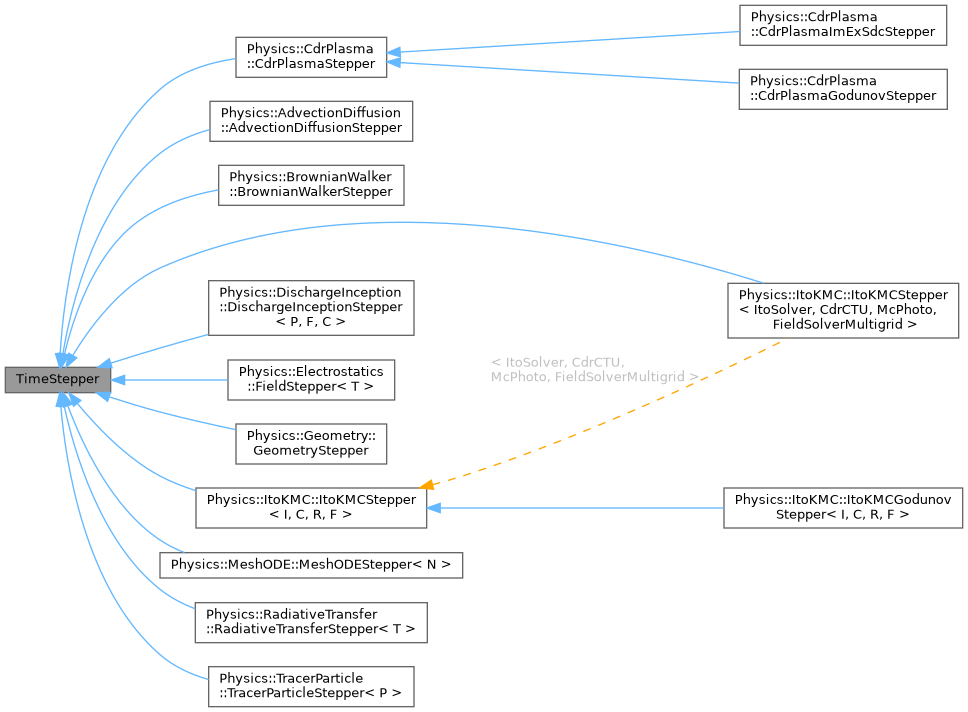 Physics::CdrPlasma
::CdrPlasmaImExSdcStepper
Physics::CdrPlasma
::CdrPlasmaStepper
Physics::CdrPlasma
::CdrPlasmaGodunovStepper
Physics::AdvectionDiffusion
::AdvectionDiffusionStepper
Physics::BrownianWalker
::BrownianWalkerStepper
Physics::DischargeInception
::DischargeInceptionStepper
< P, F, C >
Physics::ItoKMC::ItoKMCStepper
< ItoSolver, CdrCTU, McPhoto,
FieldSolverMultigrid >
TimeStepper
Physics::Electrostatics
::FieldStepper< T >
< ItoSolver, CdrCTU,
McPhoto, FieldSolverMultigrid >
Physics::Geometry::
GeometryStepper
Physics::ItoKMC::ItoKMCStepper
< I, C, R, F >
Physics::ItoKMC::ItoKMCGodunov
Stepper< I, C, R, F >
Physics::MeshODE::MeshODEStepper< N >
Physics::RadiativeTransfer
::RadiativeTransferStepper< T >
Physics::TracerParticle
::TracerParticleStepper< P >